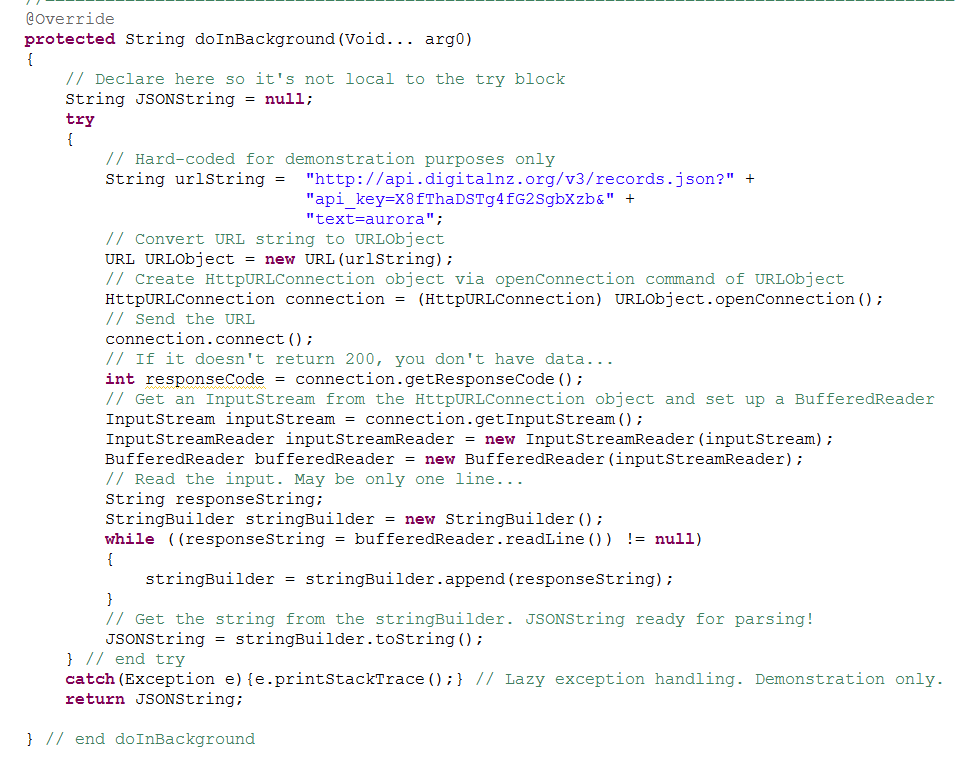 @Override
protected String doInBackground(Void... arg0)
{
    // Declare here so it's not local to the try block
    String JSONString = null;
    try
    {
        // Hard-coded for demonstration purposes only
        String urlString =  "http://api.digitalnz.org/v3/records.json?" +
                            "api_key=X8fThaDSTg4fG2SgbXzb&" +
                            "text=aurora";
        // Convert URL string to URLObject
        URL URLObject = new URL(urlString);
        // Create HttpURLConnection object via openConnection command of URLObject
        HttpURLConnection connection = (HttpURLConnection) URLObject.openConnection();
        // Send the URL
        connection.connect();
        // If it doesn't return 200, you don't have data...
        int responseCode = connection.getResponseCode();
        // Get an InputStream from the HttpURLConnection object and set up a BufferedReader
        InputStream inputStream = connection.getInputStream();
        InputStreamReader inputStreamReader = new InputStreamReader(inputStream);
        BufferedReader bufferedReader = new BufferedReader(inputStreamReader);
        // Read the input. May be only one line...
        String responseString;
        StringBuilder stringBuilder = new StringBuilder();
        while ((responseString = bufferedReader.readLine()) != null)
        {
            stringBuilder = stringBuilder.append(responseString);
        }
        // Get the string from the stringBuilder. JSONString ready for parsing!
        JSONString = stringBuilder.toString();
    } // end try
    catch(Exception e){e.printStackTrace();} // Lazy exception handling. Demonstration only.
    return JSONString;

} // end doInBackground